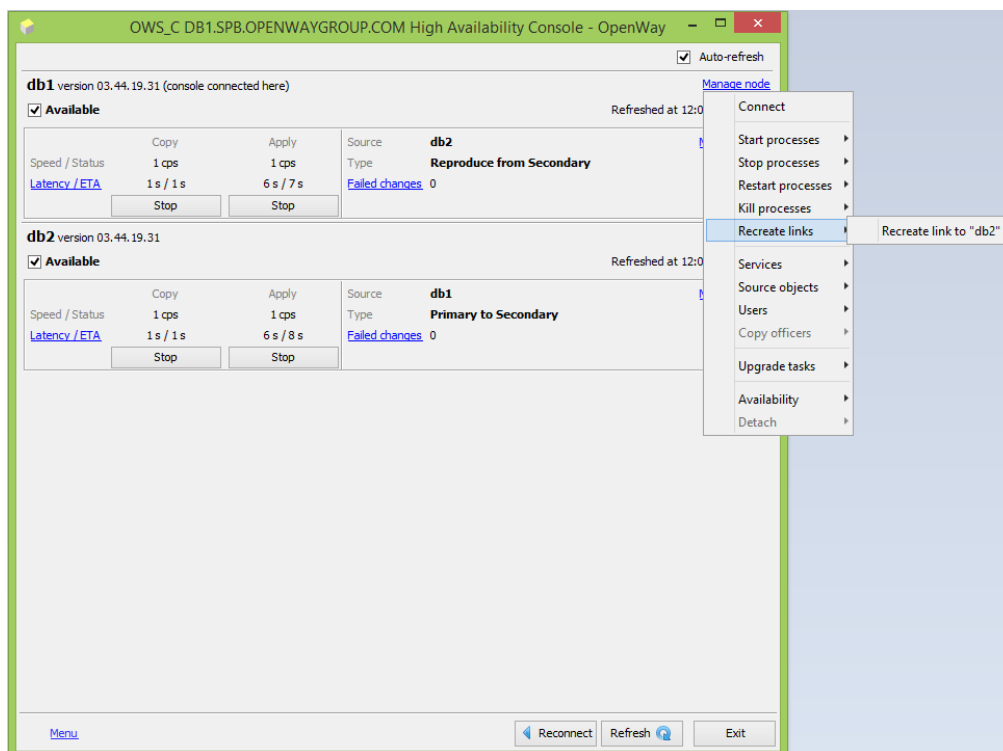 OWS_C DB1.SPB.OPENWAYGROUP.COM High Availability Console - OpenWay
Auto-refresh
db1 version 03.44.19.31 (console connected here)
Manage node
Available
Refreshed at 12:0
Copy Apply Source db2
Speed / Status 1 cps 1 cps Type Reproduce from Secondary
Latency / ETA 1 s / 1 s 6 s / 7 s Failed changes 0
Stop Stop
db2 version 03.44.19.31
Available
Refreshed at 12:0
Copy Apply Source db1
Speed / Status 1 cps 1 cps Type Primary to Secondary
Latency / ETA 1 s / 1 s 6 s / 8 s Failed changes 0
Stop Stop
Connect
Start processes
Stop processes
Restart processes
Kill processes
Recreate links
Recreate link to "db2"
Services
Source objects
Users
Copy officers
Upgrade tasks
Availability
Detach
Menu
Reconnect
Refresh
Exit